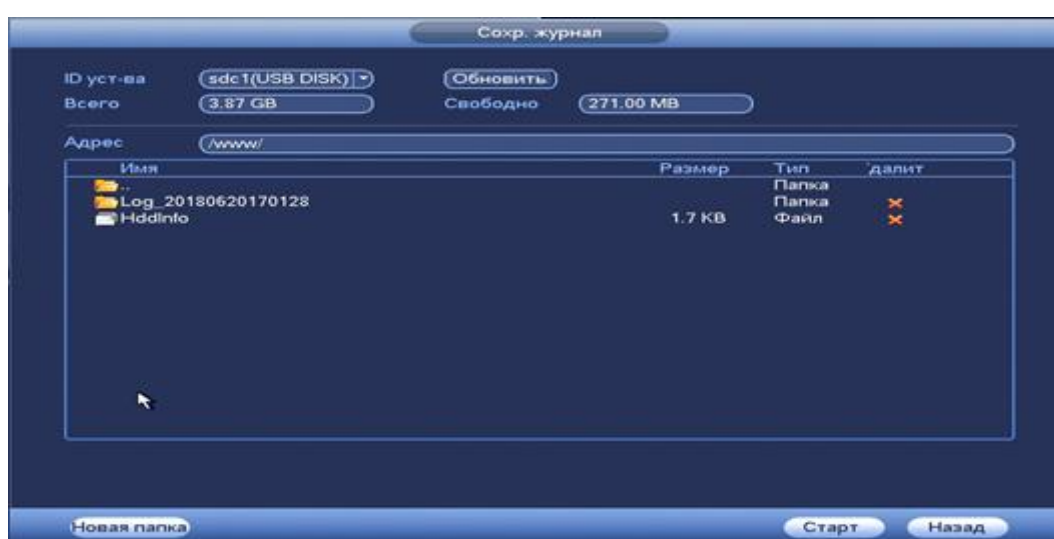 Сохр. журнал
ID уст-ва sdc1(USB DISK) Обновить
Всего 3.87 GB Свободно 271.00 MB
Адрес /www/
Имя Размер Тип далит
.. Папка
Log_20180620170128 Папка
HddInfo 1.7 KB Файл
Новая папка Старт Назад